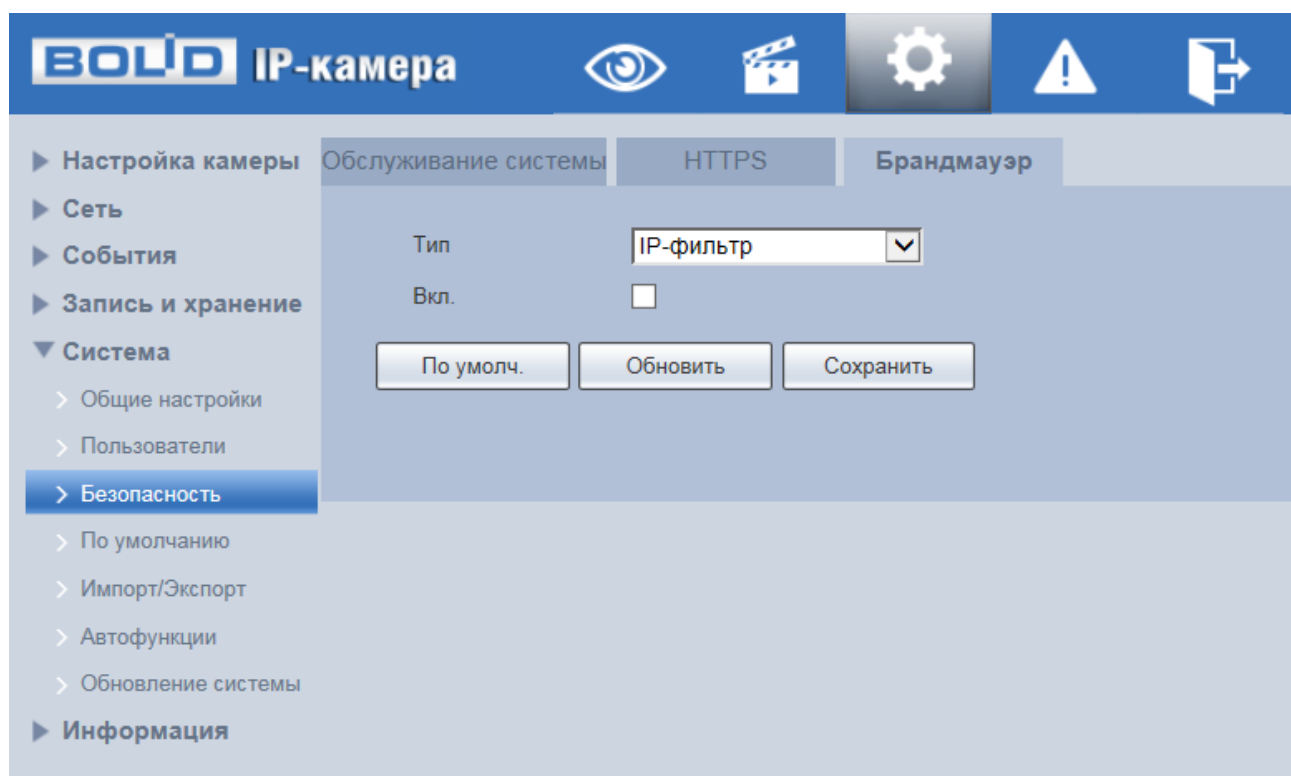 BOLID IP-камера
Настройка камеры
Сеть
События
Запись и хранение
Система
Общие настройки
Пользователи
Безопасность
По умолчанию
Импорт/Экспорт
Автофункции
Обновление системы
Информация
Обслуживание системы HTTPS Брандмауэр
Тип IP-фильтр
Вкл.
По умолч. Обновить Сохранить